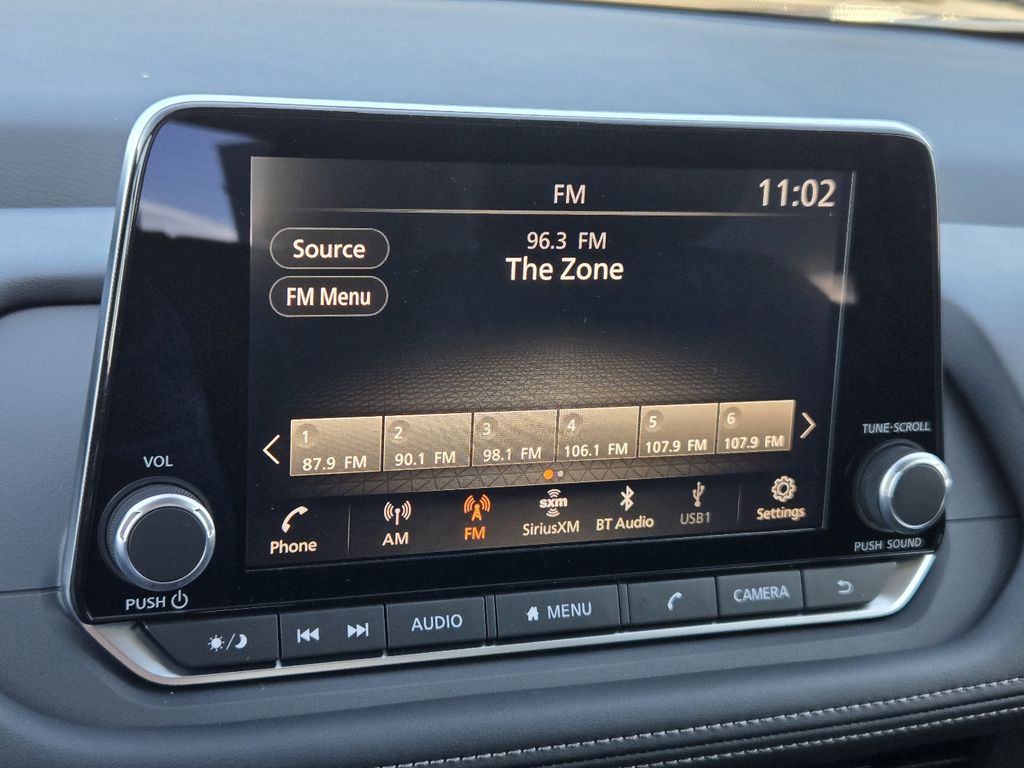 FM
11:02
Source
96.3 FM
The Zone
FM Menu
1
87.9 FM
2
90.1 FM
3
98.1 FM
4
106.1 FM
5
107.9 FM
6
107.9 FM
VOL
TUNE·SCROLL
Phone
AM
FM
sxm
SiriusXM
BT Audio
USB1
Settings
PUSH
PUSH SOUND
AUDIO
MENU
CAMERA